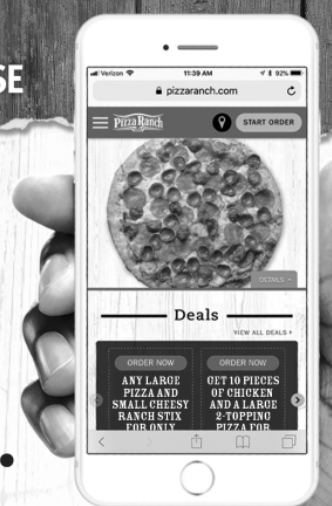 SE
Verizon 11:39 AM 92%
pizzaranch.com
Pizza Ranch START ORDER
DETAILS
Deals
VIEW ALL DEALS
ORDER NOW
ANY LARGE
PIZZA AND
SMALL CHEESY
RANCH STIX
FOR ONLY
ORDER NOW
GET 10 PIECES
OF CHICKEN
AND A LARGE
2-TOPPING
PIZZA FOR